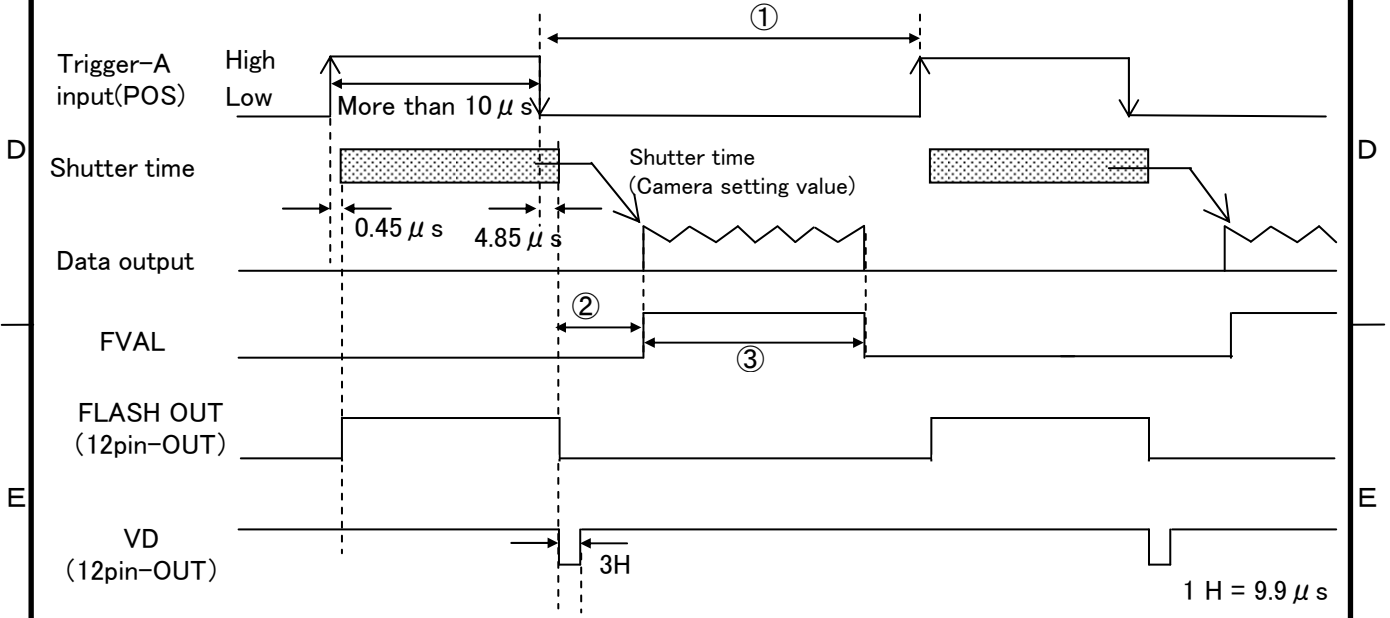 ①
Trigger-A High
input(POS) Low
More than 10μs
D D
Shutter time
Shutter time
(Camera setting value)
0.45μs
4.85μs
Data output
②
FVAL
③
FLASH OUT
(12pin-OUT)
E E
VD
(12pin-OUT)
3H
1 H = 9.9μs